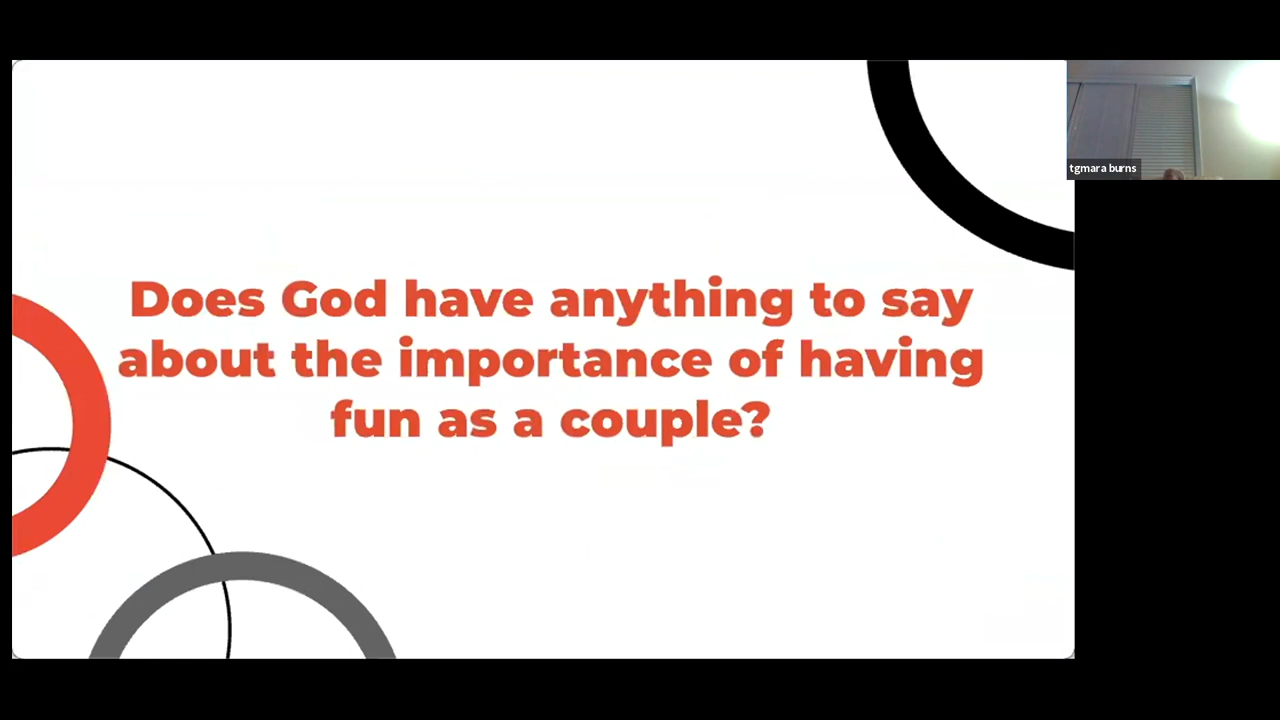 Does God have anything to say
about the importance of having
fun as a couple?
tgmara burns